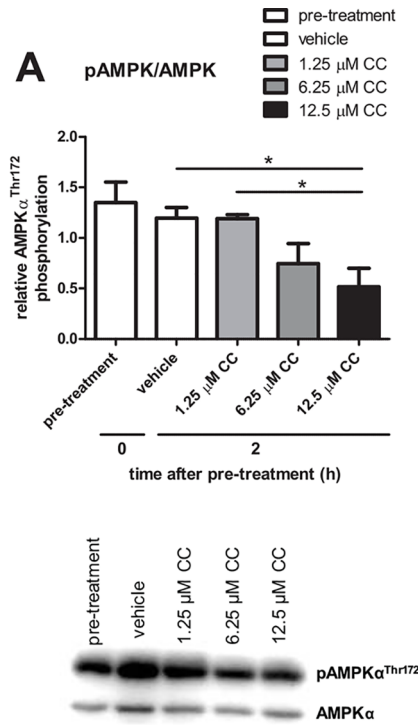 pre-treatment
vehicle
1.25 µM CC
6.25 µM CC
12.5 µM CC
A pAMPK/AMPK
relative AMPKα Thr172
phosphorylation
2.0
1.5
1.0
0.5
0.0
*
*
pre-treatment
vehicle
1.25 µM CC
6.25 µM CC
12.5 µM CC
0 2
time after pre-treatment (h)
pre-treatment
vehicle
1.25 µM CC
6.25 µM CC
12.5 µM CC
pAMPKαThr172
AMPKα